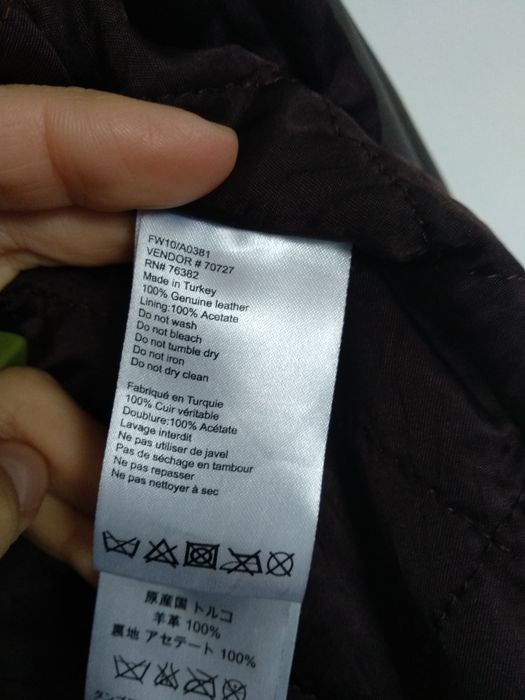 FW10/A0381
VENDOR # 70727
RN# 76382
Made in Turkey
100% Genuine leather
Lining:100% Acetate
Do not wash
Do not bleach
Do not tumble dry
Do not iron
Do not dry clean
Fabriqué en Turquie
100% Cuir véritable
Doublure:100% Acétate
Lavage interdit
Ne pas utiliser de javel
Pas de séchage en tambour
Ne pas repasser
Ne pas nettoyer à sec
原産国 トルコ
羊革 100%
裏地 アセテート 100%